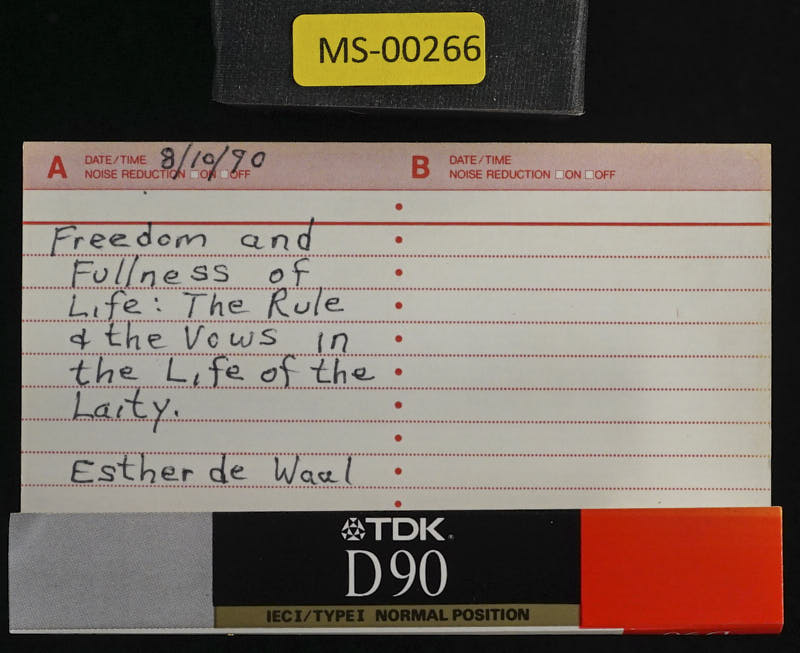 MS-00266
A DATE/TIME 8/10/90
NOISE REDUCTION □ON □OFF
B DATE/TIME
NOISE REDUCTION □ON □OFF
Freedom and
Fullness of
Life: The Rule
& the Vows in
the Life of the
Laity.
Esther de Waal
TDK®
D90
IEC I/TYPE I NORMAL POSITION